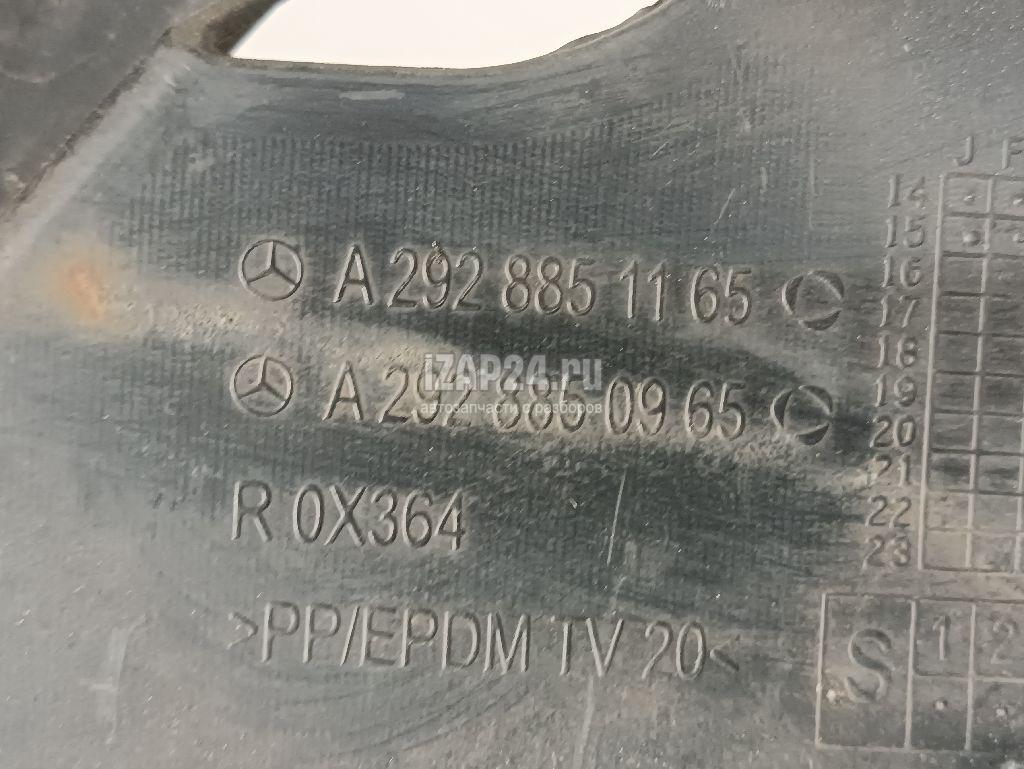 J F
14
15
A 292 885 11 65
16
17
18
iZAP24.ru
19
автозапчасти с разборов
A 292 885 09 65
20
21
R 0X364
22
23
>PP/EPDM TV 20<
S 1 2